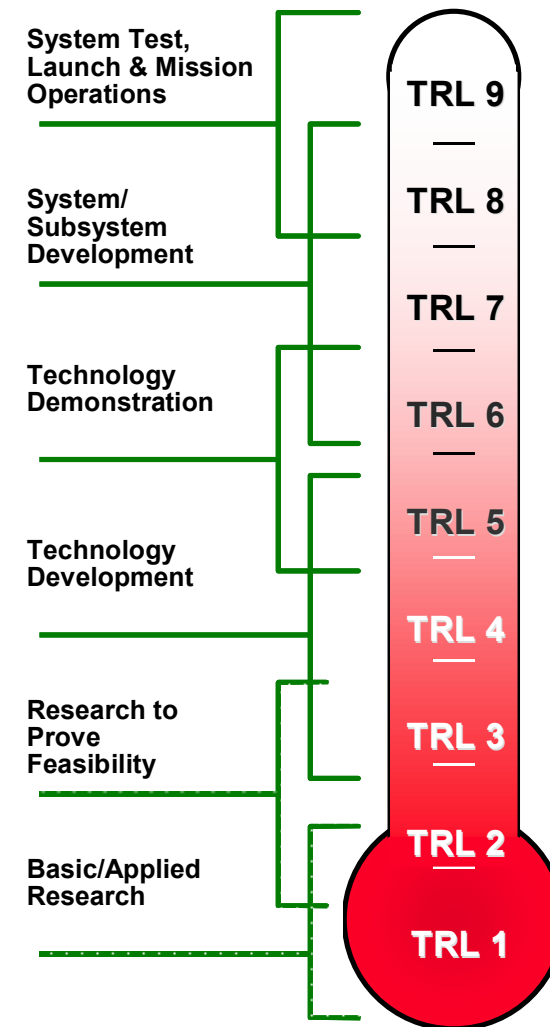 System Test,
Launch & Mission
Operations
System/
Subsystem
Development
Technology
Demonstration
Technology
Development
Research to
Prove
Feasibility
Basic/Applied
Research
TRL 9
TRL 8
TRL 7
TRL 6
TRL 5
TRL 4
TRL 3
TRL 2
TRL 1